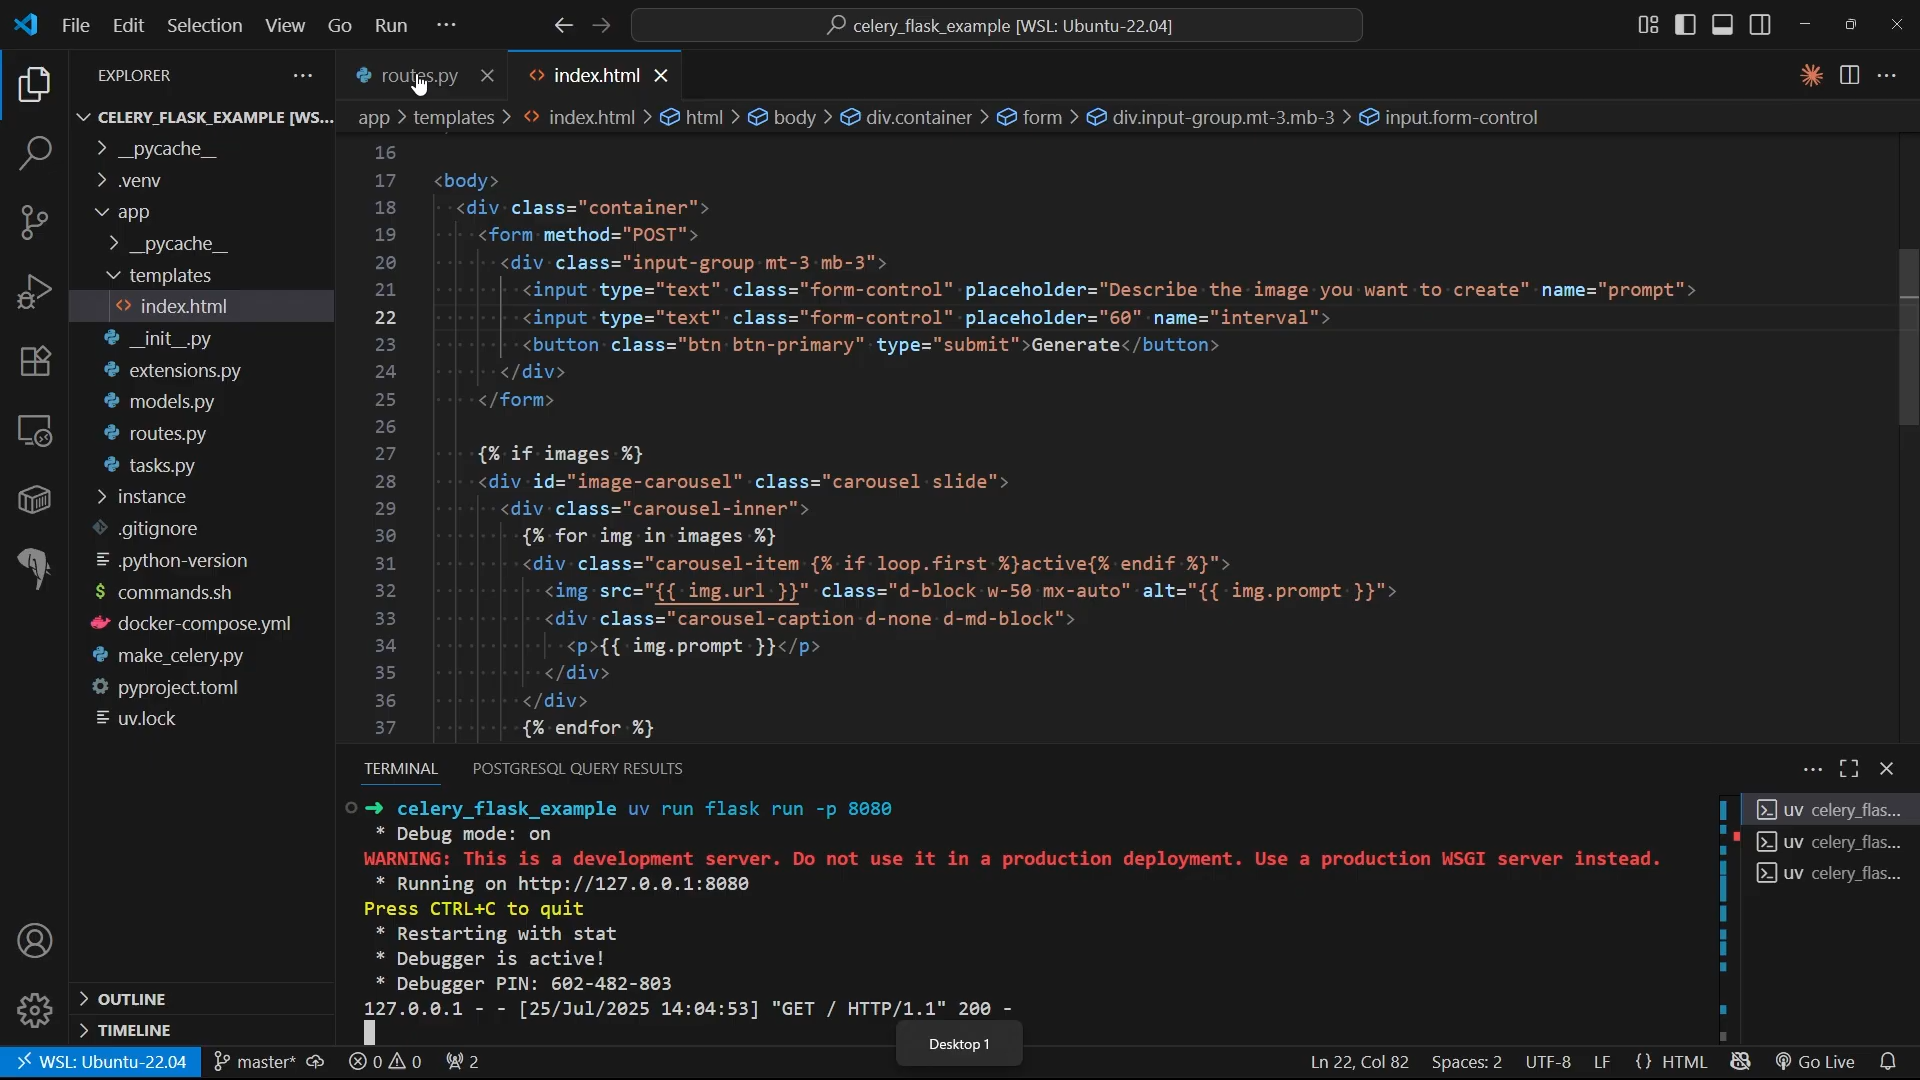 File Edit Selection View Go Run ···
celery_flask_example [WSL: Ubuntu-22.04]
EXPLORER
CELERY_FLASK_EXAMPLE [WS...
__pycache__
.venv
app
__pycache__
templates
index.html
__init__.py
extensions.py
models.py
routes.py
tasks.py
instance
.gitignore
.python-version
commands.sh
docker-compose.yml
make_celery.py
pyproject.toml
uv.lock
OUTLINE
TIMELINE
routes.py index.html
app > templates > index.html > html > body > div.container > form > div.input-group.mt-3.mb-3 > input.form-control
16
17 <body>
18 <div class="container">
19 <form method="POST">
20 <div class="input-group mt-3 mb-3">
21 <input type="text" class="form-control" placeholder="Describe the image you want to create" name="prompt">
22 <input type="text" class="form-control" placeholder="60" name="interval">
23 <button class="btn btn-primary" type="submit">Generate</button>
24 </div>
25 </form>
26
27 {% if images %}
28 <div id="image-carousel" class="carousel slide">
29 <div class="carousel-inner">
30 {% for img in images %}
31 <div class="carousel-item {% if loop.first %}active{% endif %}">
32 <img src="{{ img.url }}" class="d-block w-50 mx-auto" alt="{{ img.prompt }}">
33 <div class="carousel-caption d-none d-md-block">
34 <p>{{ img.prompt }}</p>
35 </div>
36 </div>
37 {% endfor %}
TERMINAL POSTGRESQL QUERY RESULTS
➜ celery_flask_example uv run flask run -p 8080
* Debug mode: on
WARNING: This is a development server. Do not use it in a production deployment. Use a production WSGI server instead.
* Running on http://127.0.0.1:8080
Press CTRL+C to quit
* Restarting with stat
* Debugger is active!
* Debugger PIN: 602-482-803
127.0.0.1 - - [25/Jul/2025 14:04:53] "GET / HTTP/1.1" 200 -
uv celery_flas...
uv celery_flas...
uv celery_flas...
Desktop 1
WSL: Ubuntu-22.04 master* 0 0 2 Ln 22, Col 82 Spaces: 2 UTF-8 LF {} HTML Go Live